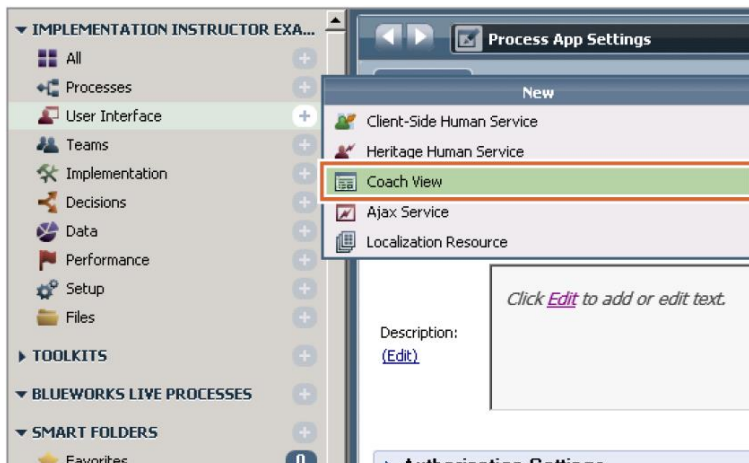 IMPLEMENTATION INSTRUCTOR EXA...
All
Processes
User Interface
Teams
Implementation
Decisions
Data
Performance
Setup
Files
TOOLKITS
BLUEWORKS LIVE PROCESSES
SMART FOLDERS
Favorites
0
Process App Settings
New
Client-Side Human Service
Heritage Human Service
Coach View
Ajax Service
Localization Resource
Description:
(Edit)
Click Edit to add or edit text.
Authorization Settings